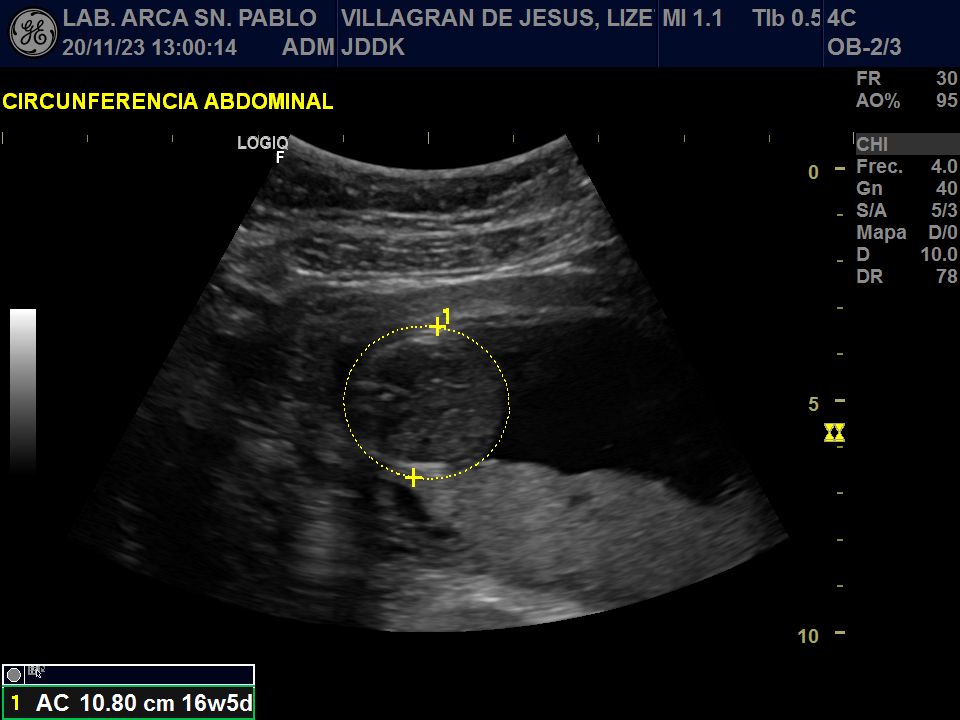 LAB. ARCA SN. PABLO VILLAGRAN DE JESUS, LIZE MI 1.1 TIb 0.5 4C
20/11/23 13:00:14 ADM JDDK OB-2/3
CIRCUNFERENCIA ABDOMINAL
FR 30
AO% 95
LOGIQ
F
CHI
Frec. 4.0
Gn 40
S/A 5/3
Mapa D/0
D 10.0
DR 78
0
1
5
10
1 AC 10.80 cm 16w5d